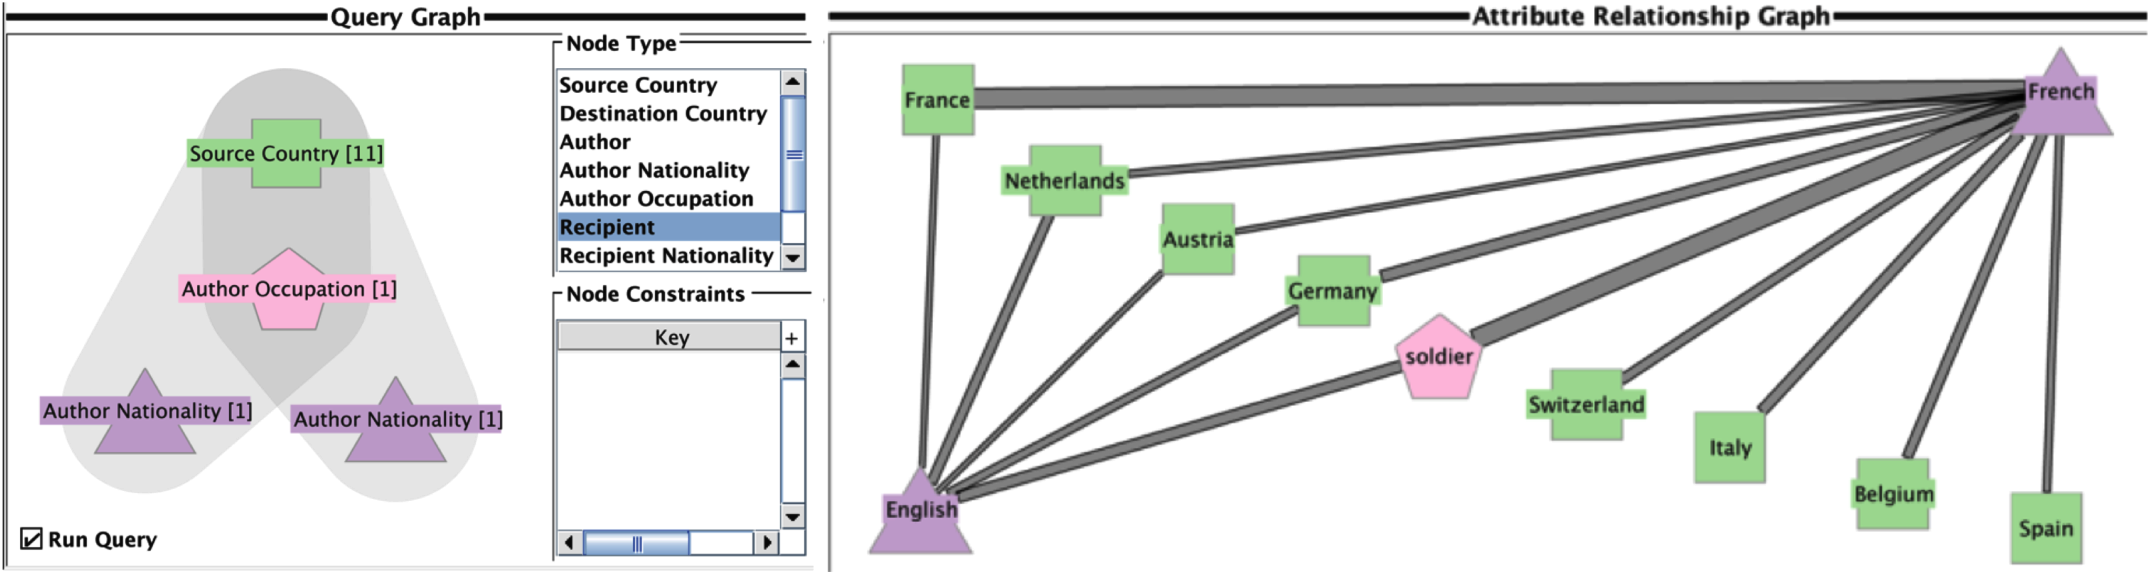 Query Graph
Source Country [11]
Author Occupation [1]
Author Nationality [1]
Author Nationality [1]
Run Query
Node Type
Source Country
Destination Country
Author
Author Nationality
Author Occupation
Recipient
Recipient Nationality
Node Constraints
Key
+
Attribute Relationship Graph
France
French
Netherlands
Austria
Germany
soldier
Switzerland
Italy
Belgium
English
Spain